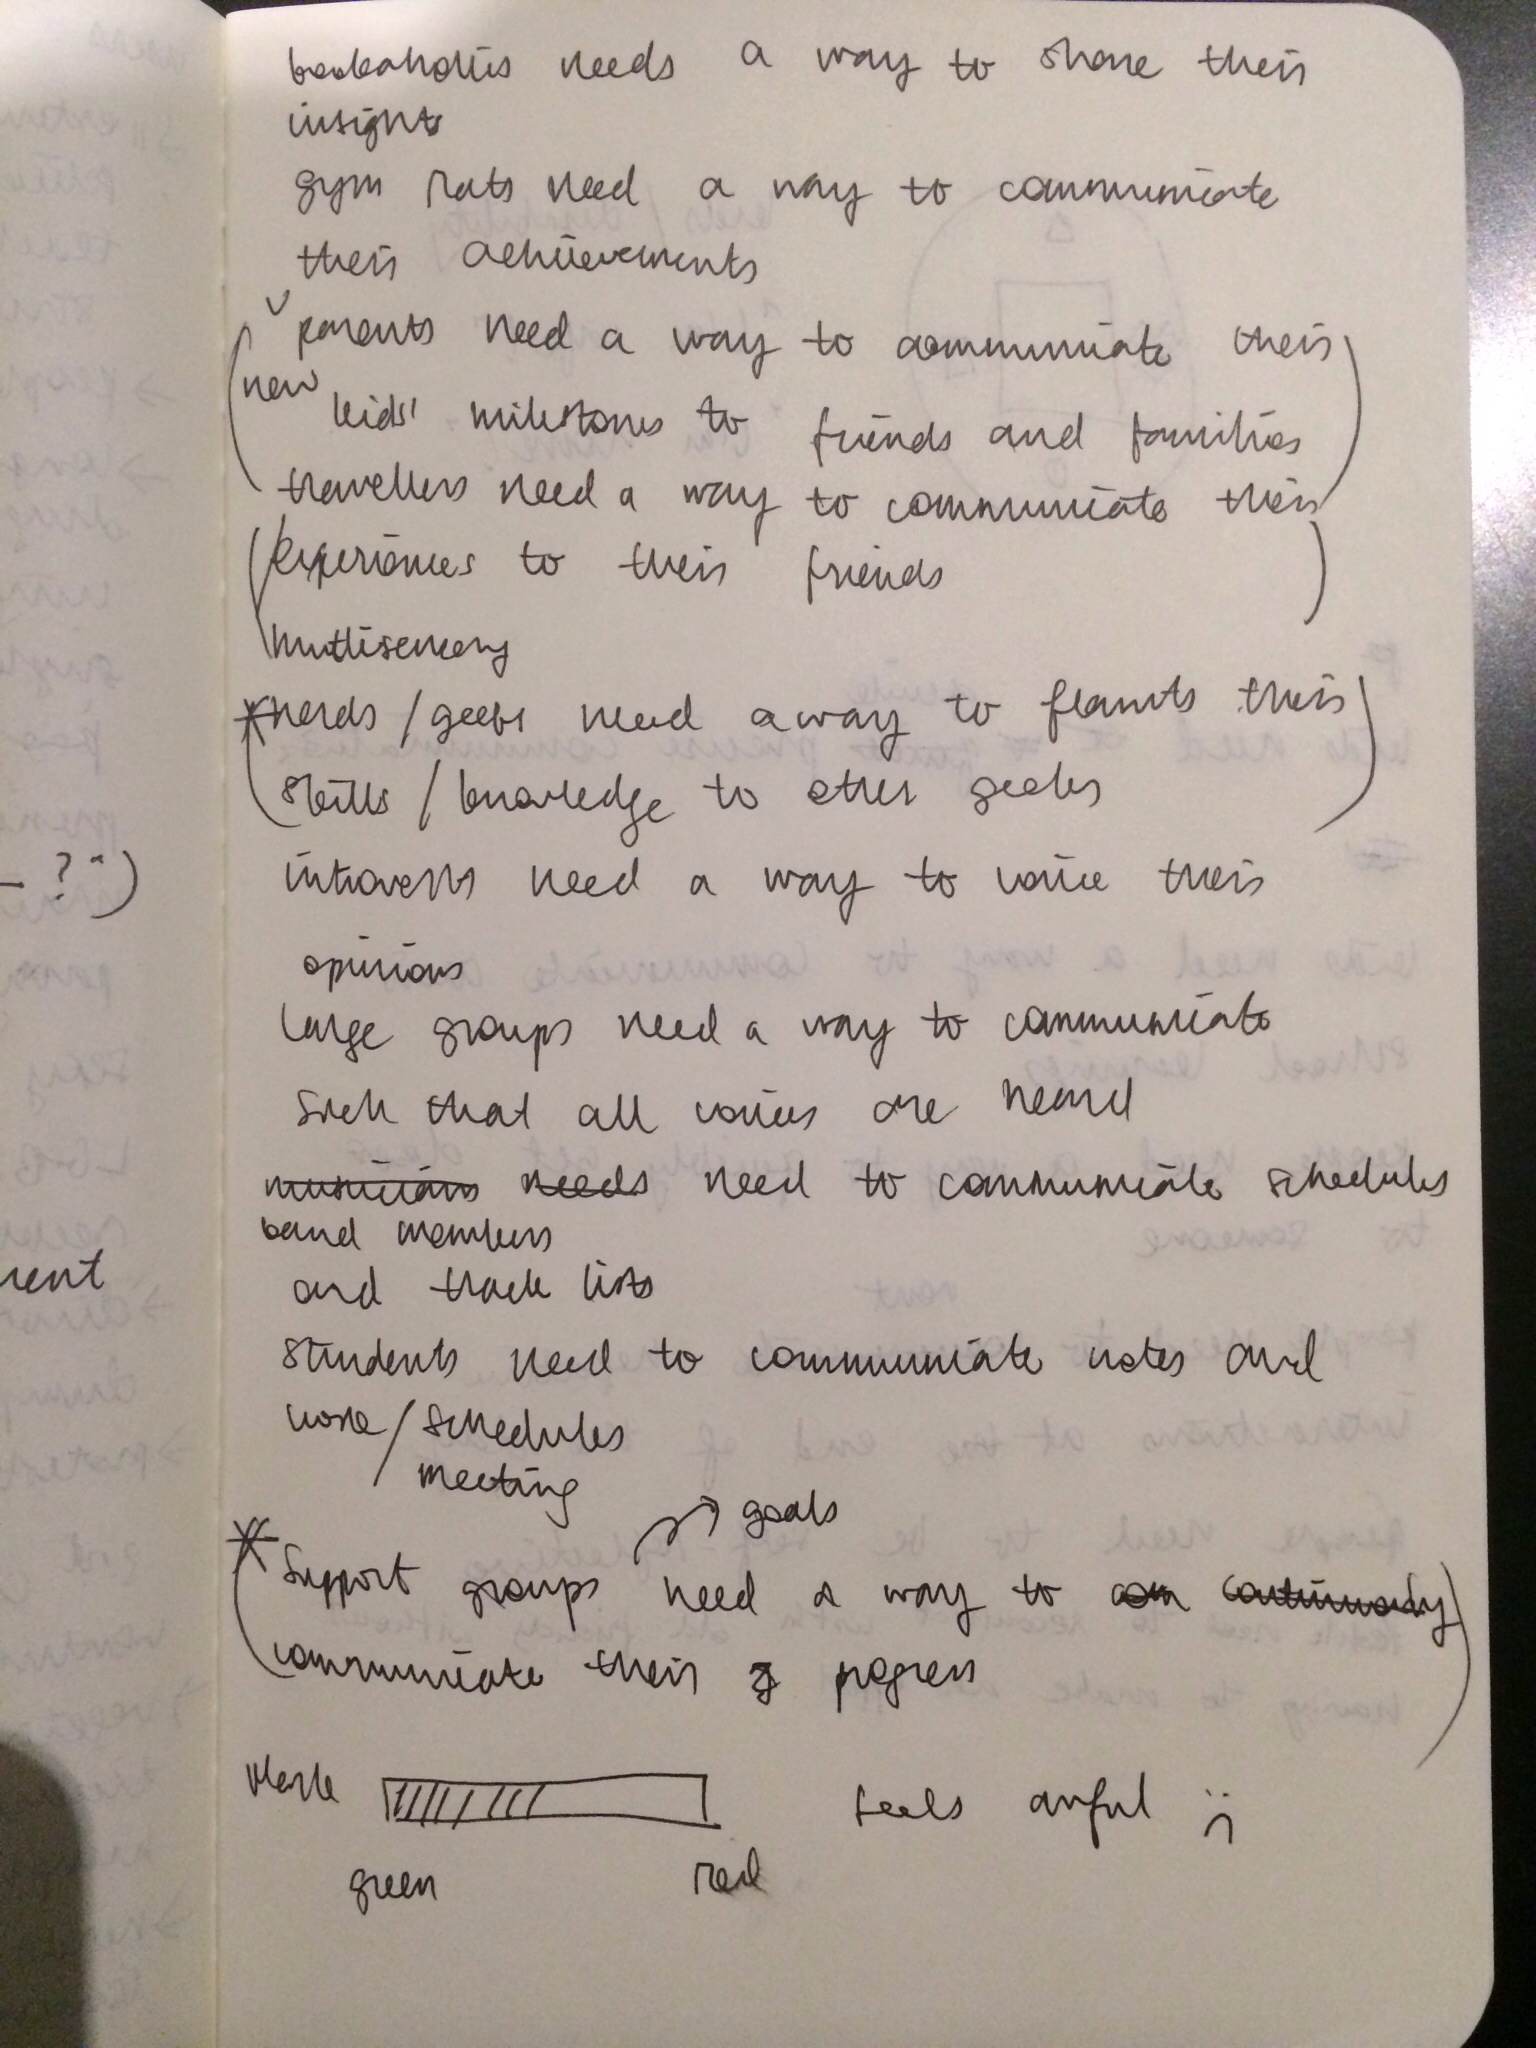 bookaholics needs a way to share their
insights
gym rats need a way to communicate
their achievements
new parents need a way to communicate their
kids' milestones to friends and families
travellers need a way to communicate their
experiences to their friends
multisensory
* nerds / geeks need a way to flaunts their
skills / knowledge to other geeks
introverts need a way to voice their
opinions
large groups need a way to communicate
such that all voices are heard
musicians needs need to communicate schedules
band members
and track lists
students need to communicate notes and
work / schedules
meeting
goals
* Support groups need a way to com continuously
communicate their progress
green
red
feels awful :(
- ?")